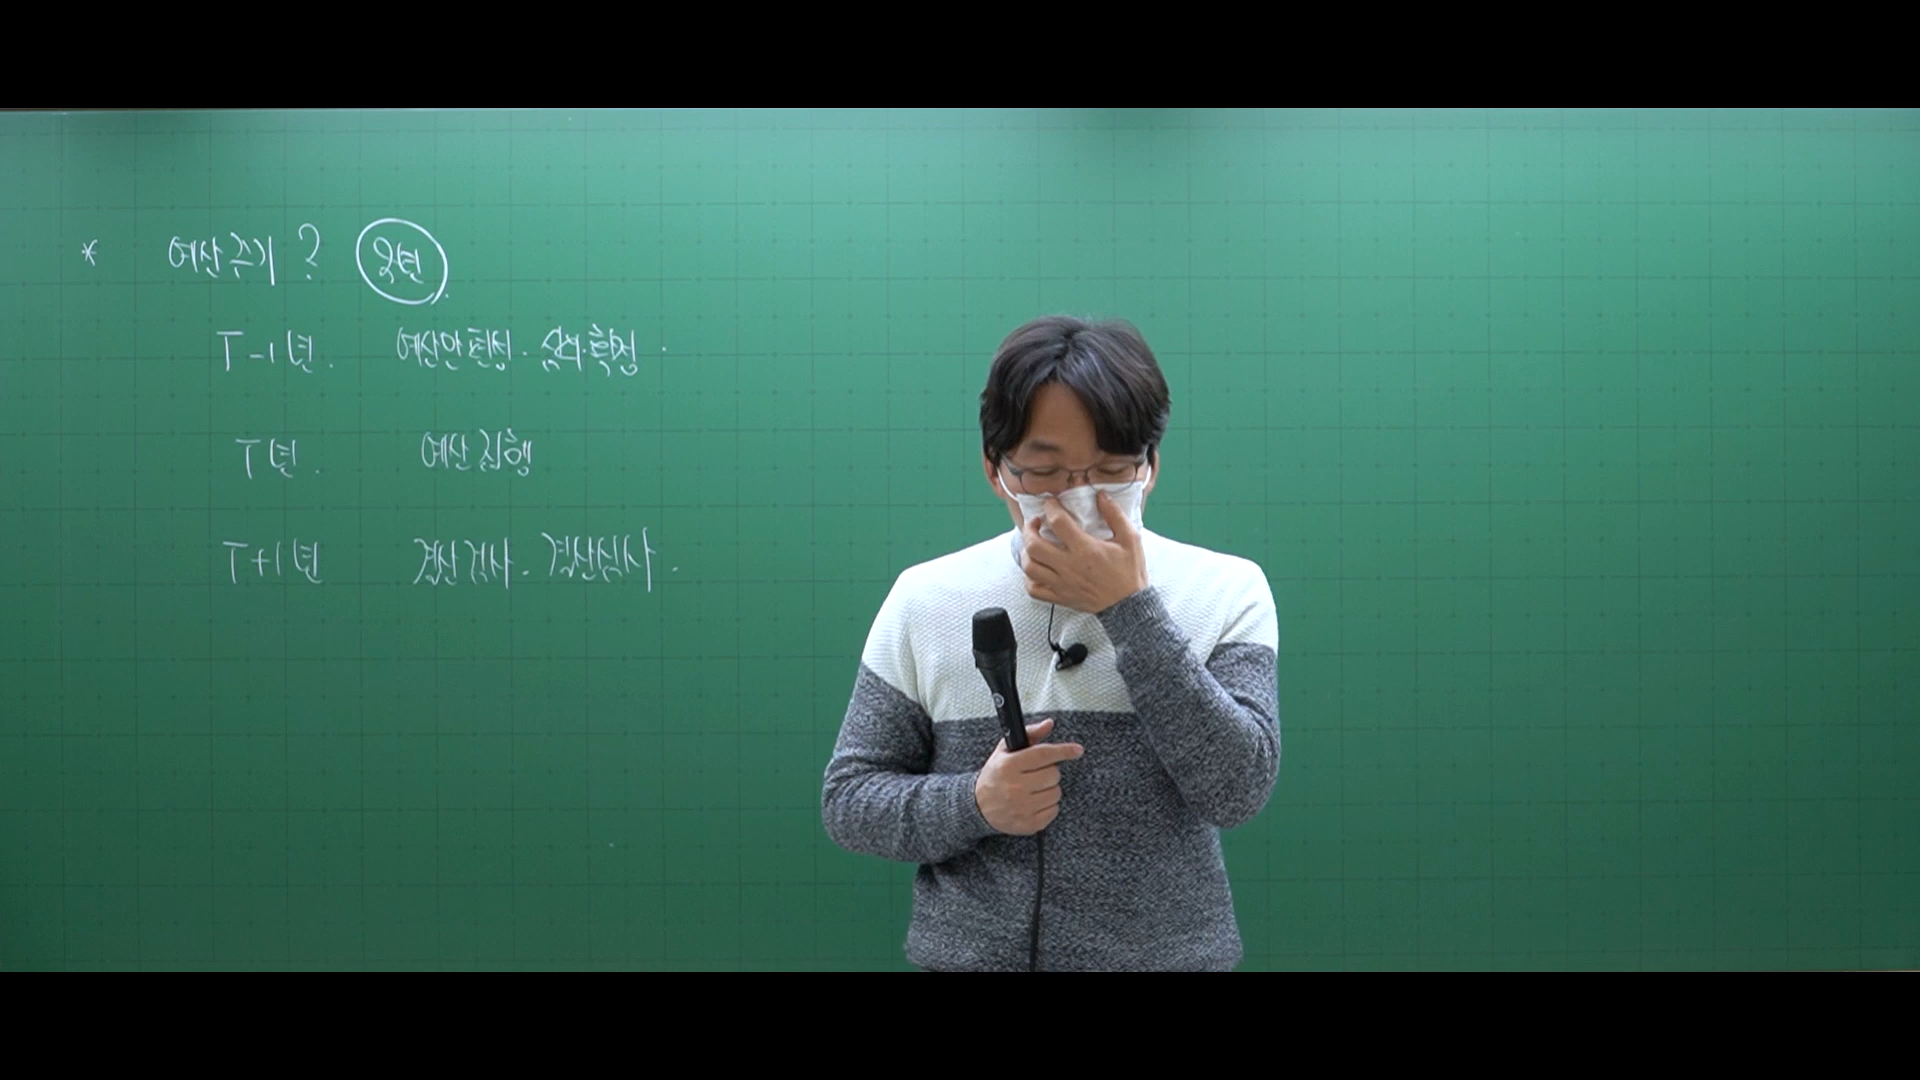 * 예산주기? 3년.
T-1년. 예산안편성. 심의·확정.
T년. 예산집행
T+1년 결산검사. 결산심사.